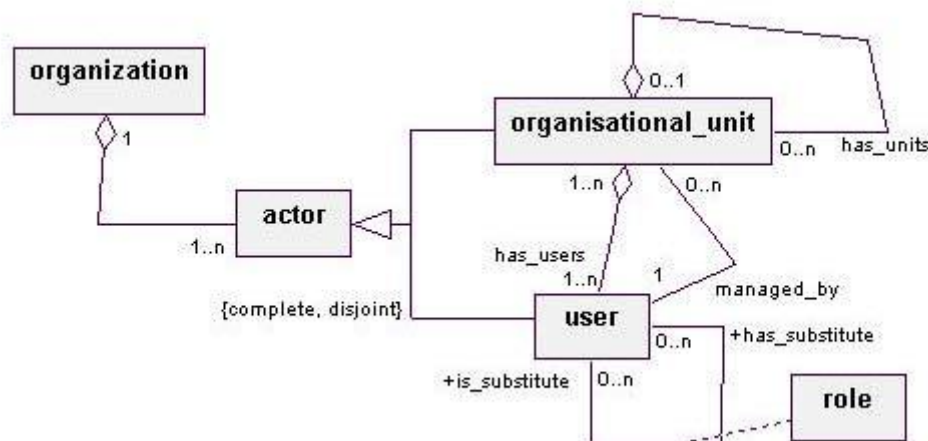 organization
1
0..1
organisational_unit
0..n
has_units
1..n
0..n
actor
1..n
has_users
1..n
1
managed_by
{complete, disjoint}
user
0..n
+has_substitute
+is_substitute
0..n
role